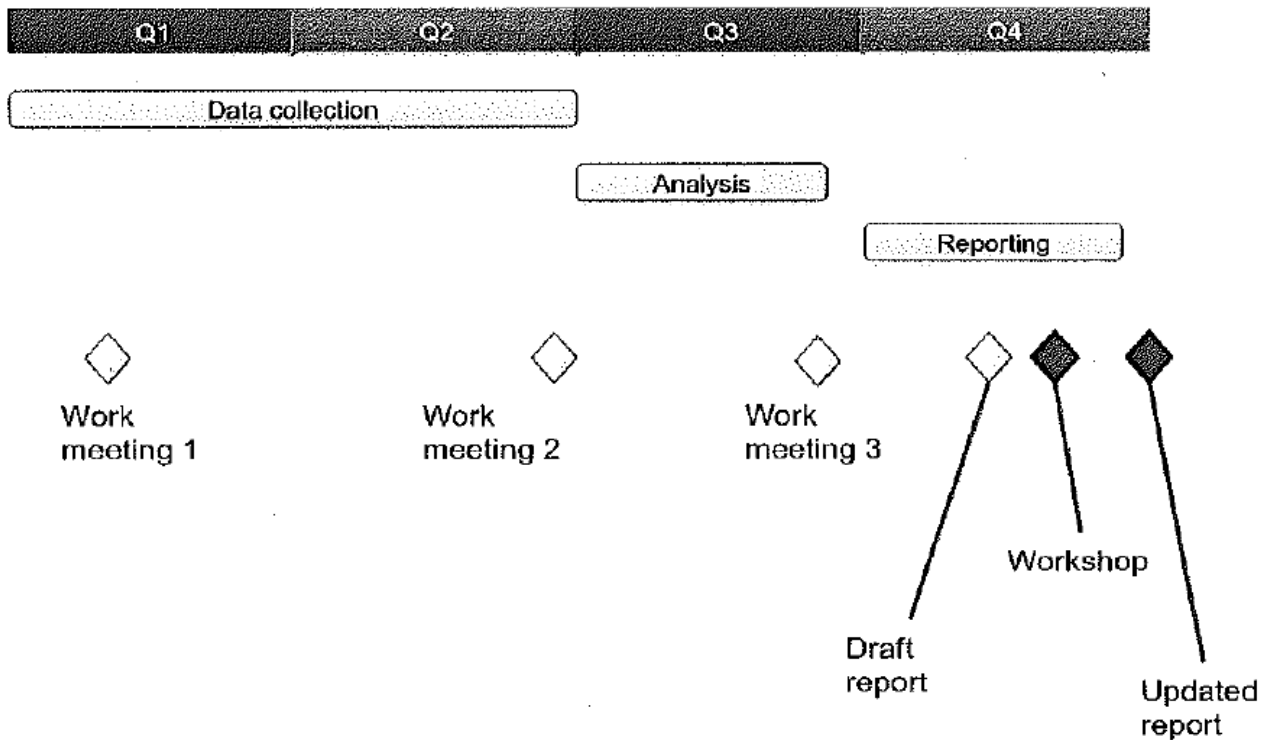 Q1 Q2 Q3 Q4
Data collection
Analysis
Reporting
Work
meeting 1
Work
meeting 2
Work
meeting 3
Workshop
Draft
report
Updated
report